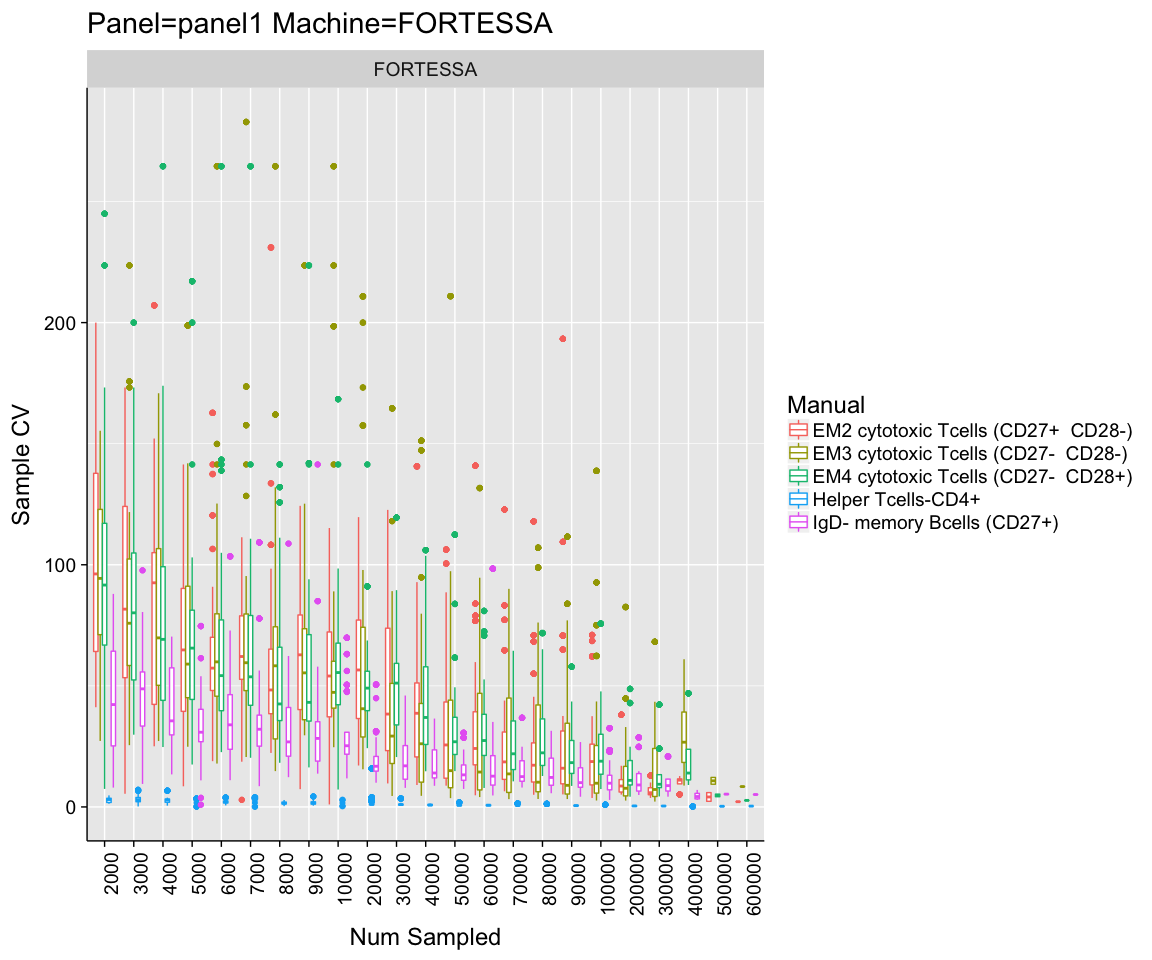 Panel=panel1 Machine=FORTESSA
FORTESSA
Sample CV
200
100
0
2000
3000
4000
5000
6000
7000
8000
9000
10000
20000
30000
40000
50000
60000
70000
80000
90000
100000
200000
300000
400000
500000
600000
Num Sampled
Manual
EM2 cytotoxic Tcells (CD27+  CD28-)
EM3 cytotoxic Tcells (CD27-  CD28-)
EM4 cytotoxic Tcells (CD27-  CD28+)
Helper Tcells-CD4+
IgD- memory Bcells (CD27+)